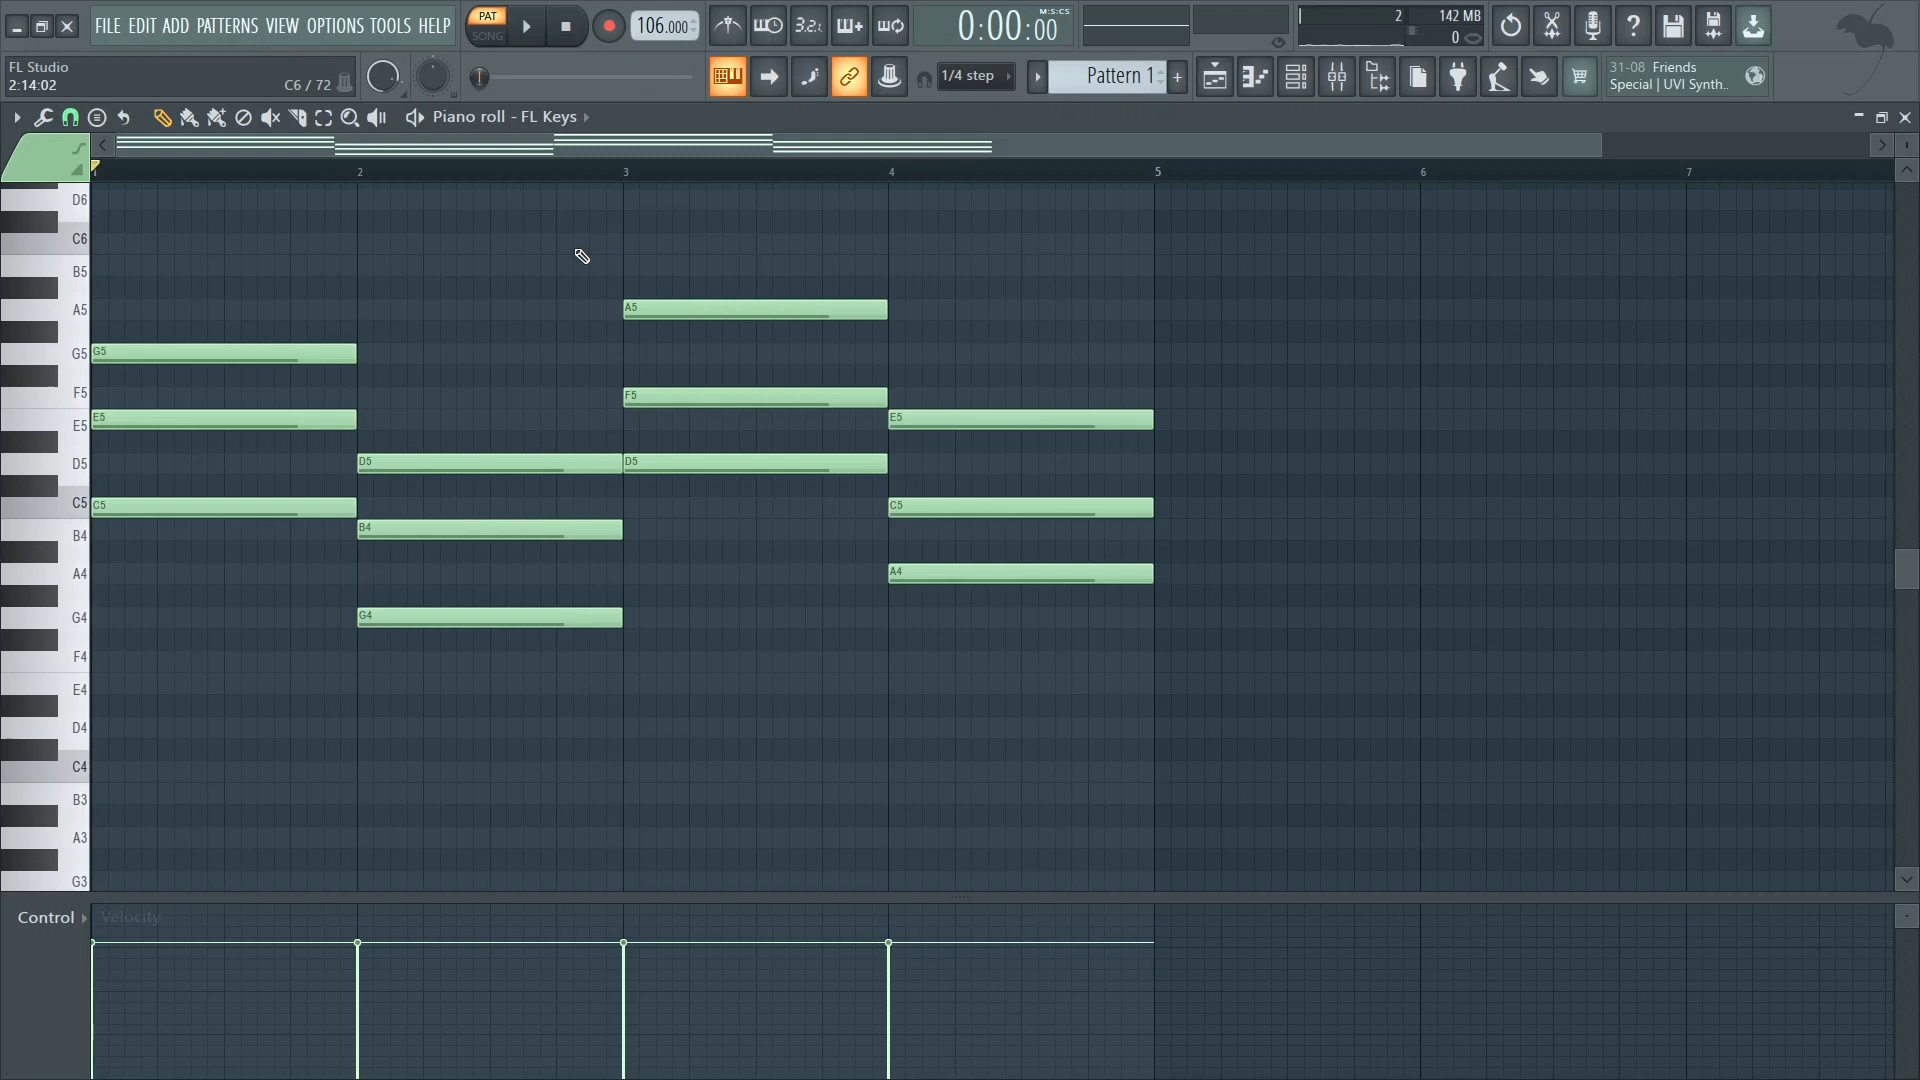 FILE EDIT ADD PATTERNS VIEW OPTIONS TOOLS HELP
PAT
SONG
106.000
0:00:00
M:S:CS
2
142 MB
0
FL Studio
2:14:02
C6 / 72
1/4 step
Pattern 1
+
31-08 Friends
Special | UVI Synth..
Piano roll - FL Keys
2
3
4
5
6
7
D6
C6
B5
A5
G5
F5
E5
D5
C5
B4
A4
G4
F4
E4
D4
C4
B3
A3
G3
G5
E5
C5
D5
B4
G4
A5
F5
D5
E5
C5
A4
Control
Velocity